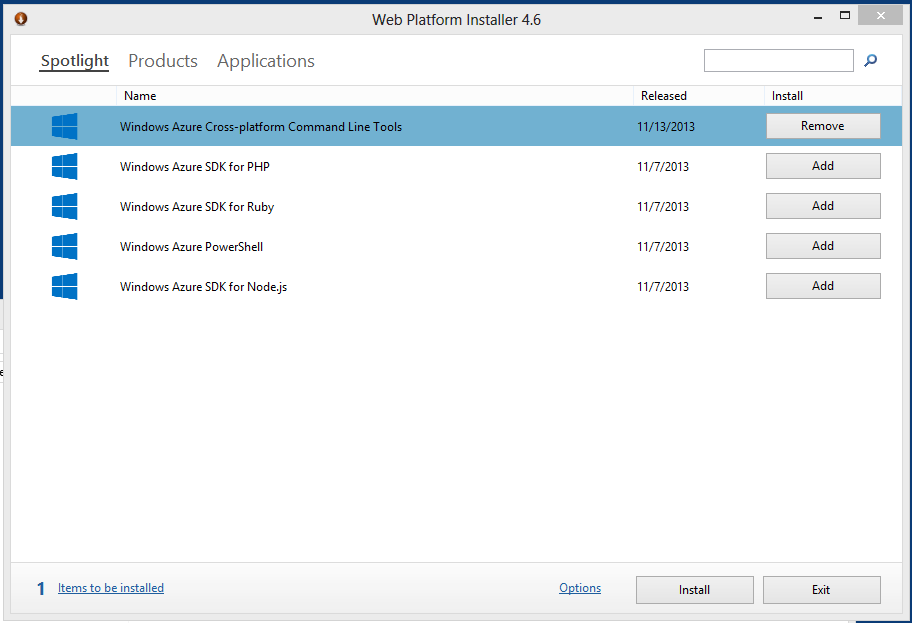 Web Platform Installer 4.6
Spotlight Products Applications
Name Released Install
Windows Azure Cross-platform Command Line Tools 11/13/2013 Remove
Windows Azure SDK for PHP 11/7/2013 Add
Windows Azure SDK for Ruby 11/7/2013 Add
Windows Azure PowerShell 11/7/2013 Add
Windows Azure SDK for Node.js 11/7/2013 Add
1 Items to be installed Options Install Exit